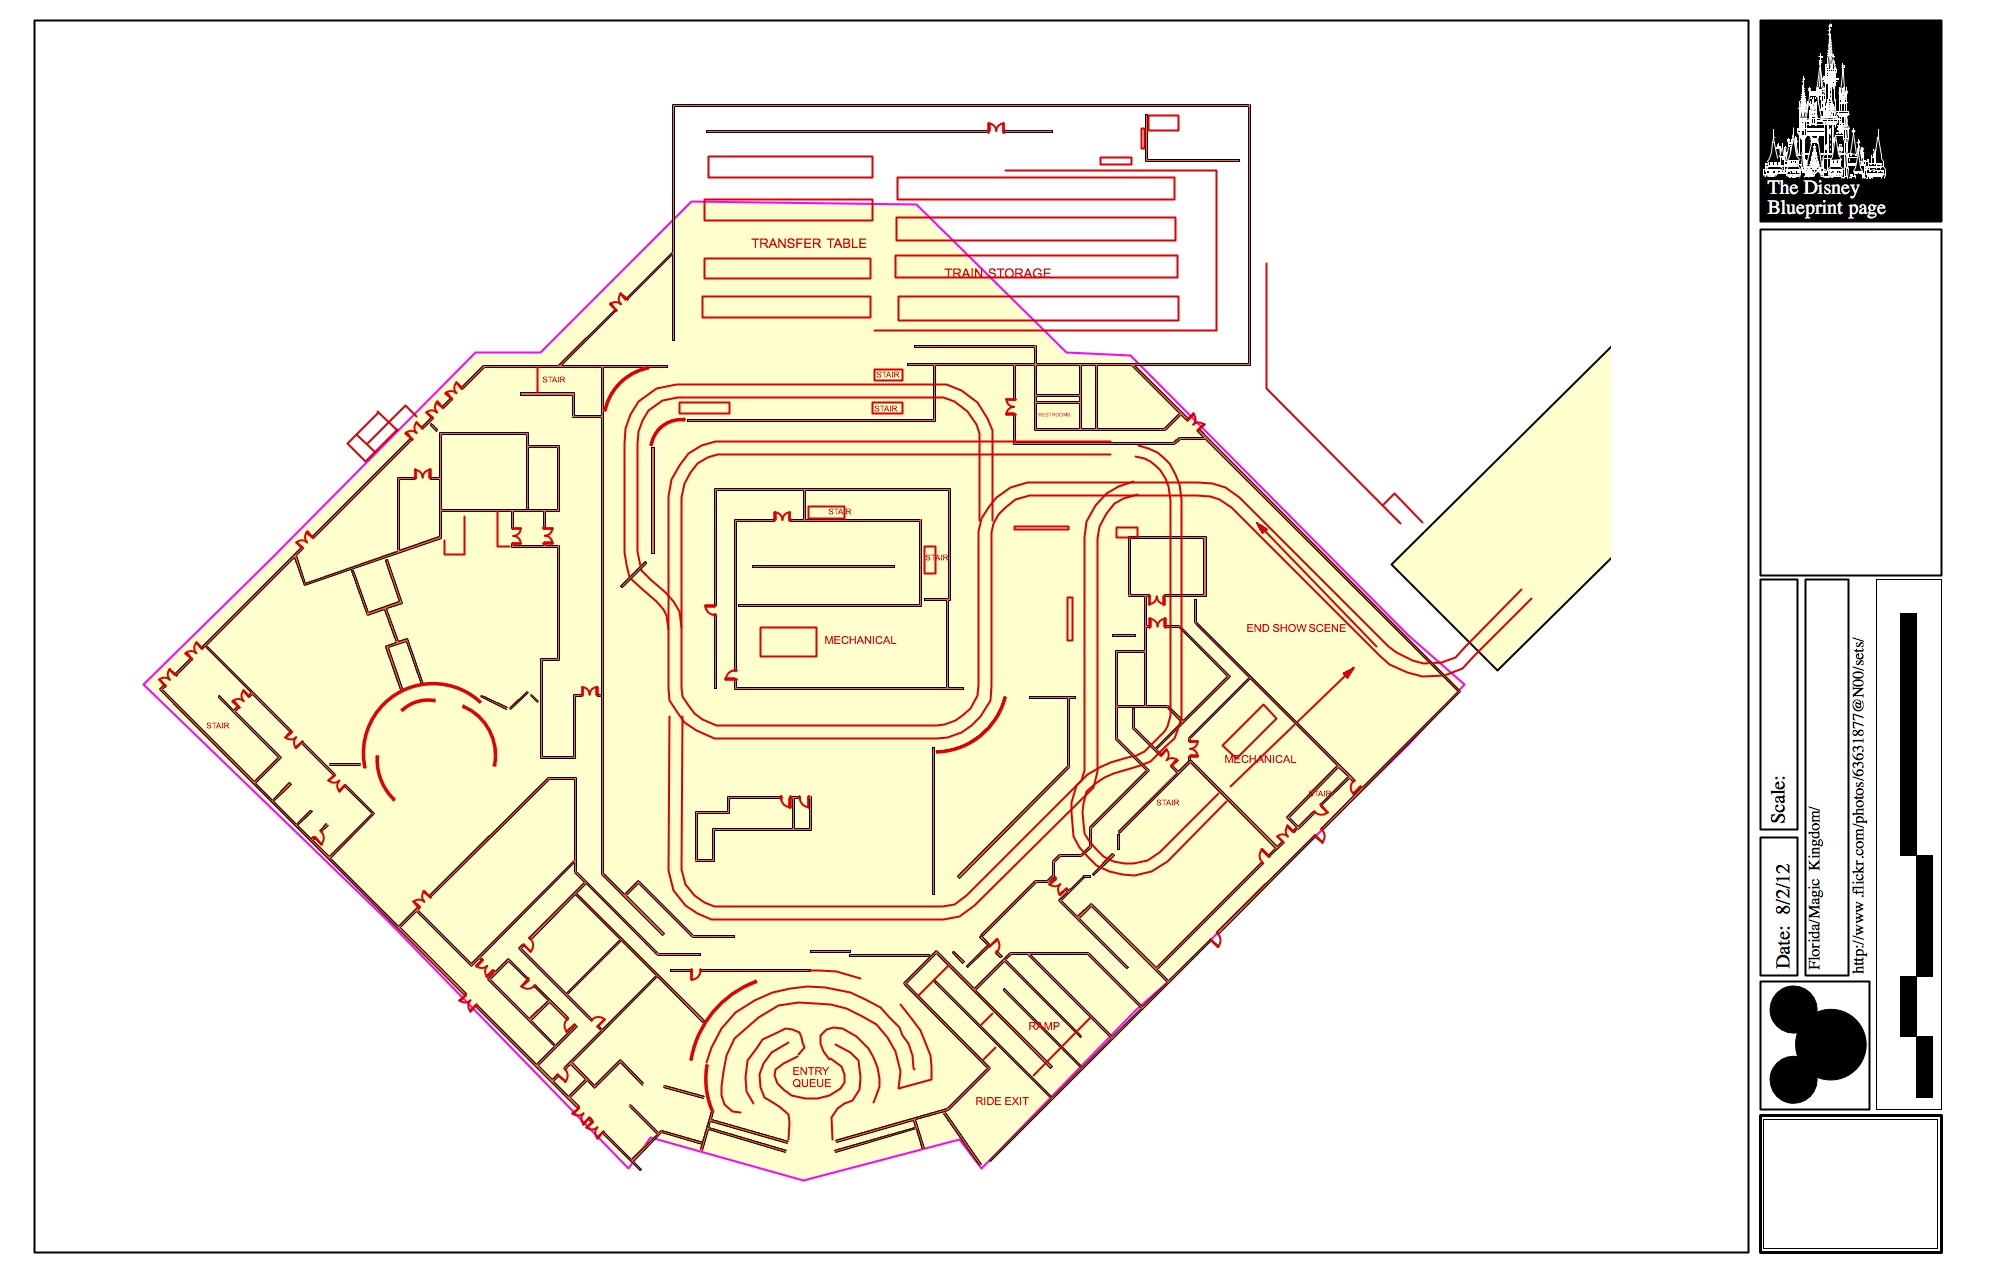 TRANSFER TABLE
TRAIN STORAGE
STAIR
STAIR
STAIR
RESTROOMS
STAIR
STAIR
MECHANICAL
END SHOW SCENE
STAIR
MECHANICAL
STAIR
STAIR
RAMP
ENTRY
QUEUE
RIDE EXIT
The Disney
Blueprint page
Scale:
Date: 8/2/12
Florida/Magic Kingdom/
http://www.flickr.com/photos/63631877@N00/sets/